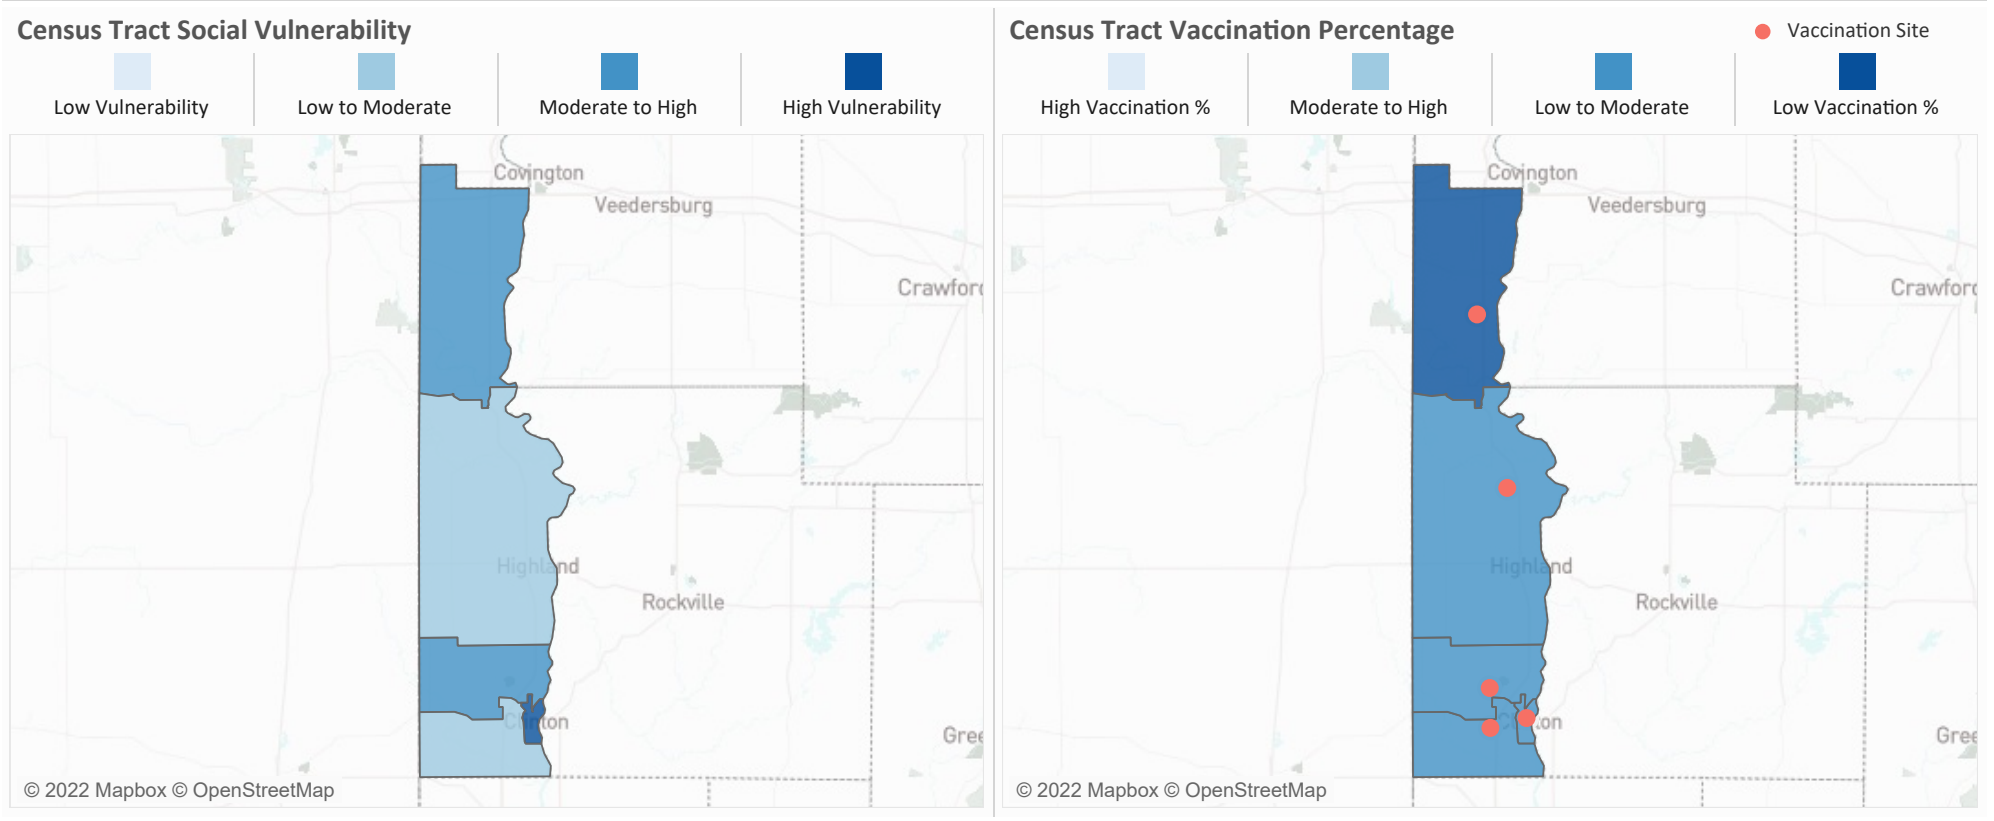 Census Tract Social Vulnerability
Low Vulnerability
Low to Moderate
Moderate to High
High Vulnerability
Covington
Veedersburg
Crawford
Highland
Rockville
Clinton
Gree
© 2022 Mapbox © OpenStreetMap
Census Tract Vaccination Percentage
Vaccination Site
High Vaccination %
Moderate to High
Low to Moderate
Low Vaccination %
Covington
Veedersburg
Crawford
Highland
Rockville
Clinton
Gree
© 2022 Mapbox © OpenStreetMap